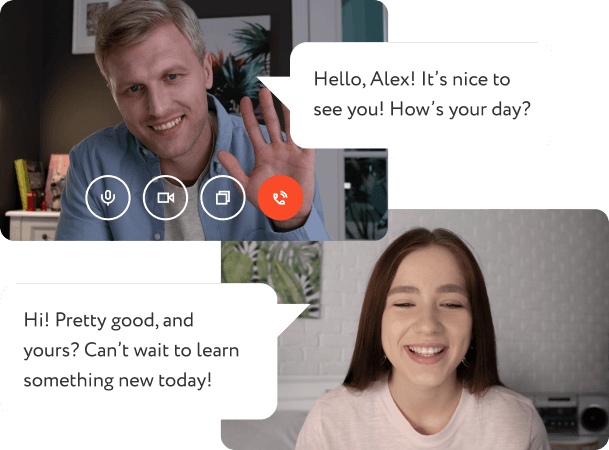 Hello, Alex! It’s nice to
see you! How’s your day?
Hi! Pretty good, and
yours? Can’t wait to learn
something new today!